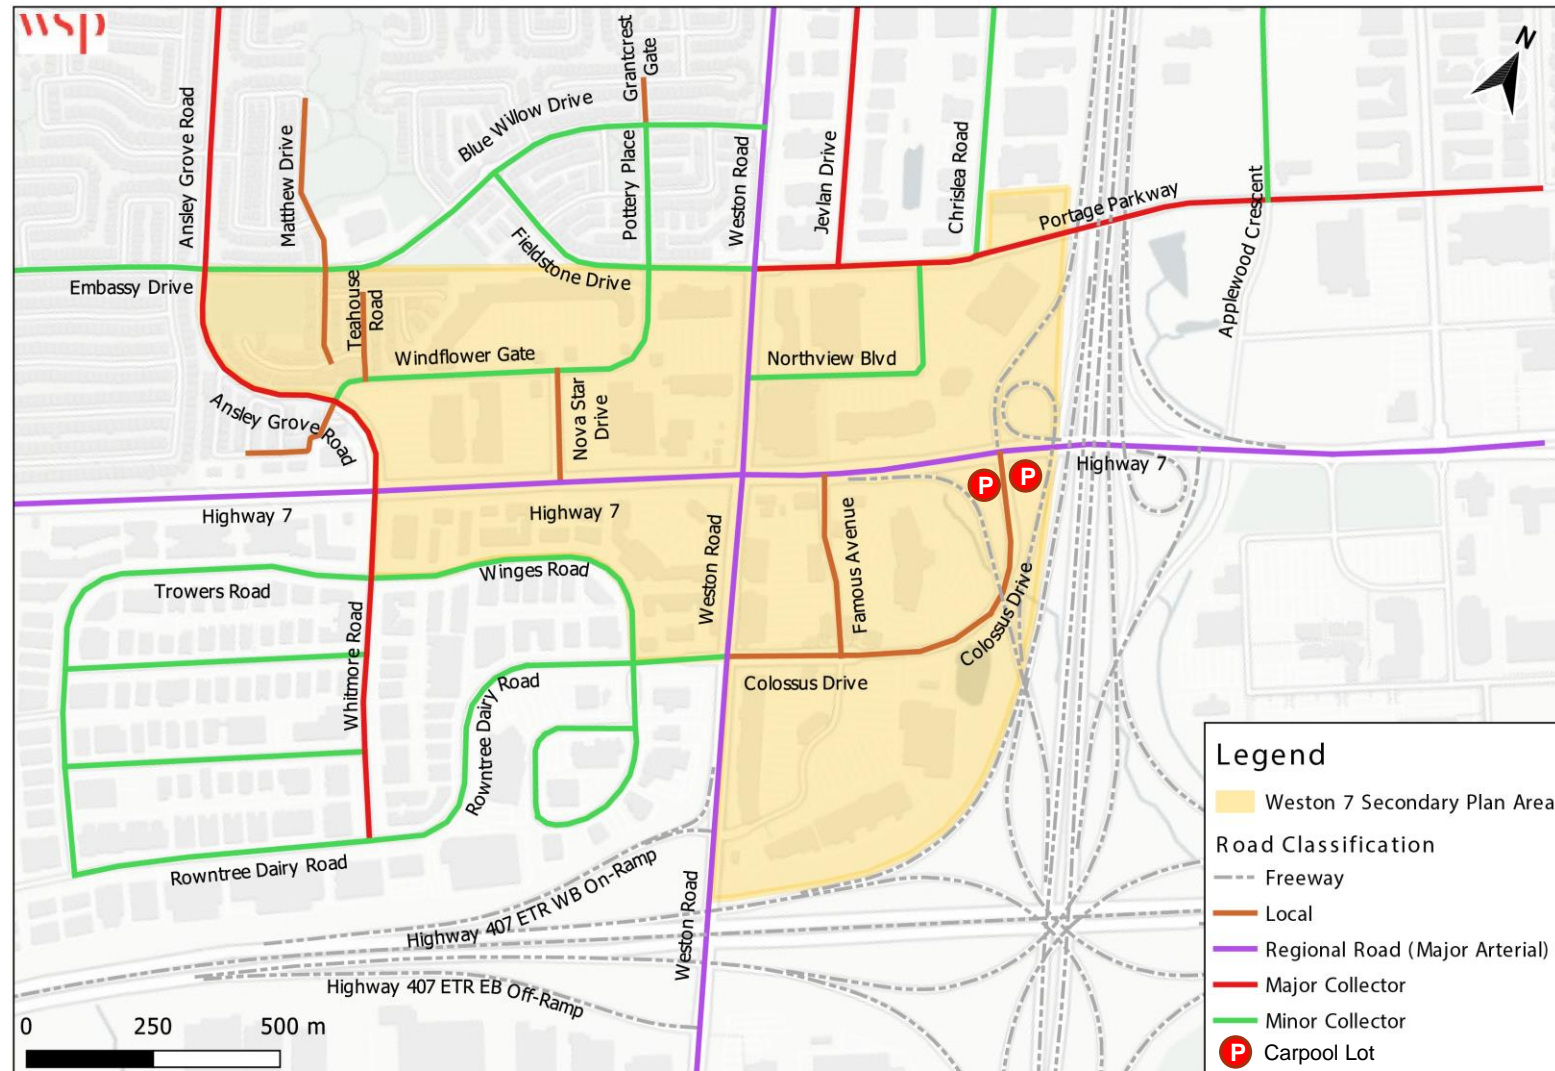 wsp
N
Grantcrest
Gate
Blue Willow Drive
Ansley Grove Road
Matthew Drive
Pottery Place
Weston Road
Jevlan Drive
Chrislea Road
Portage Parkway
Applewood Crescent
Fieldstone Drive
Embassy Drive
Teahouse
Road
Windflower Gate
Northview Blvd
Nova Star
Drive
Ansley Grove Road
Highway 7
P
P
Highway 7
Highway 7
Weston Road
Famous Avenue
Colossus Drive
Winges Road
Trowers Road
Whitmore Road
Rowntree Dairy Road
Colossus Drive
Rowntree Dairy Road
Highway 407 ETR WB On-Ramp
Weston Road
Highway 407 ETR EB Off-Ramp
0 250 500 m
Legend
Weston 7 Secondary Plan Area
Road Classification
Freeway
Local
Regional Road (Major Arterial)
Major Collector
Minor Collector
P Carpool Lot